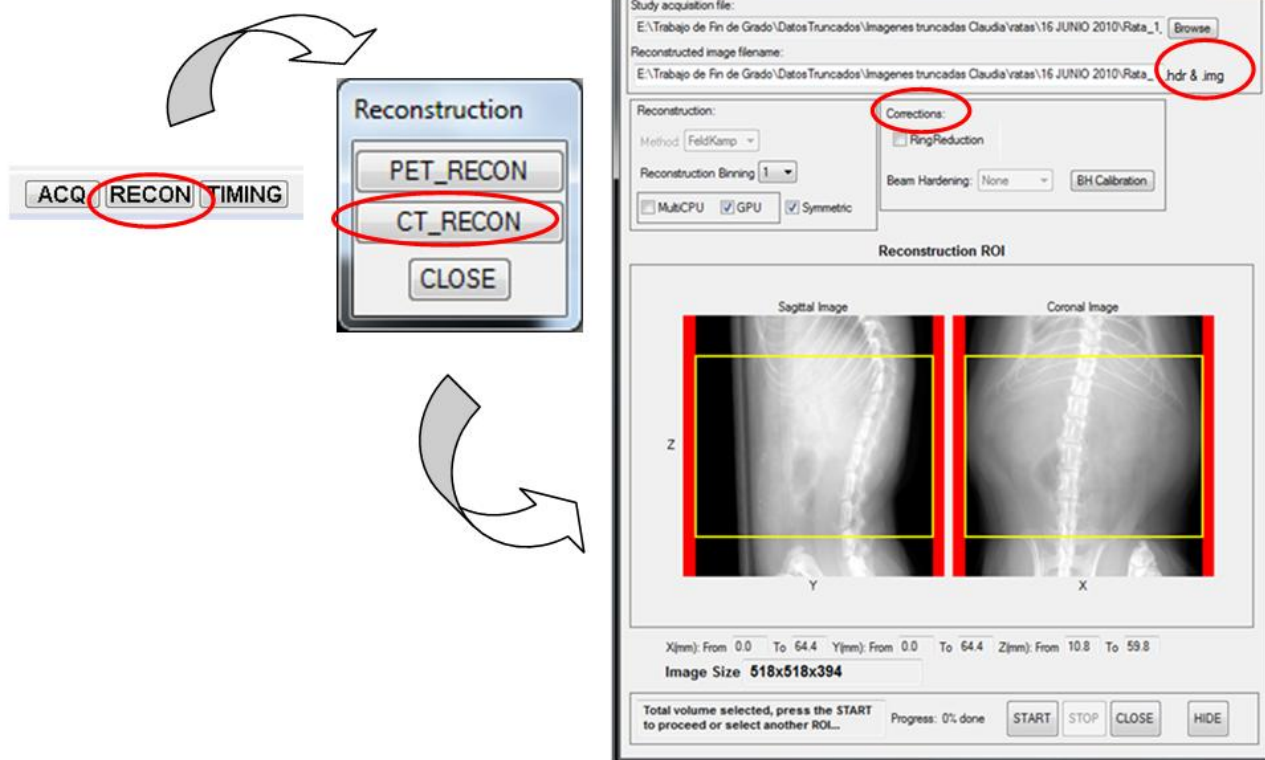 ACQ RECON TIMING
Reconstruction
PET_RECON
CT_RECON
CLOSE
Study acquisition file:
E:\Trabajo de Fin de Grado\DatosTruncados\Imagenes truncadas Claudia\ratas\16 JUNIO 2010\Rata_1_ Browse
Reconstructed image filename:
E:\Trabajo de Fin de Grado\DatosTruncados\Imagenes truncadas Claudia\ratas\16 JUNIO 2010\Rata_ .hdr & .img
Reconstruction:
Method: FeldKamp
Reconstruction Binning 1
MultiCPU GPU Symmetric
Corrections:
RingReduction
Beam Hardening: None BH Calibration
Reconstruction ROI
Sagittal Image Coronal Image
Z
Y X
X(mm): From 0.0 To 64.4 Y(mm): From 0.0 To 64.4 Z(mm): From 10.8 To 59.8
Image Size 518x518x394
Total volume selected, press the START
to proceed or select another ROI...
Progress: 0% done START STOP CLOSE HIDE